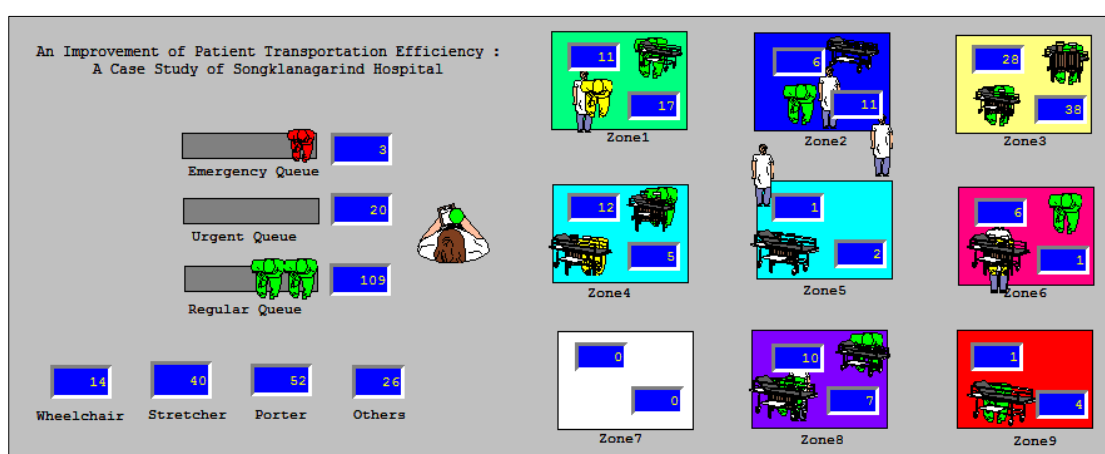 An Improvement of Patient Transportation Efficiency :
A Case Study of Songklanagarind Hospital
3
Emergency Queue
20
Urgent Queue
109
Regular Queue
14
Wheelchair
40
Stretcher
52
Porter
26
Others
11
17
Zone1
6
11
Zone2
28
38
Zone3
12
5
Zone4
1
2
Zone5
6
1
Zone6
0
0
Zone7
10
7
Zone8
1
4
Zone9